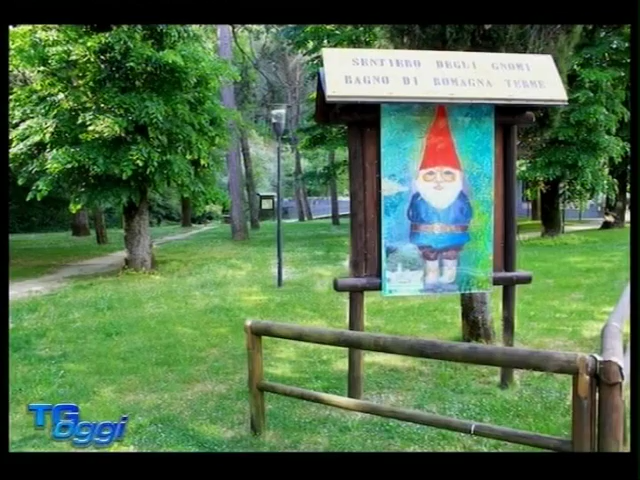 SENTIERO DEGLI GNOMI
BAGNO DI ROMAGNA TERME
TG
Oggi